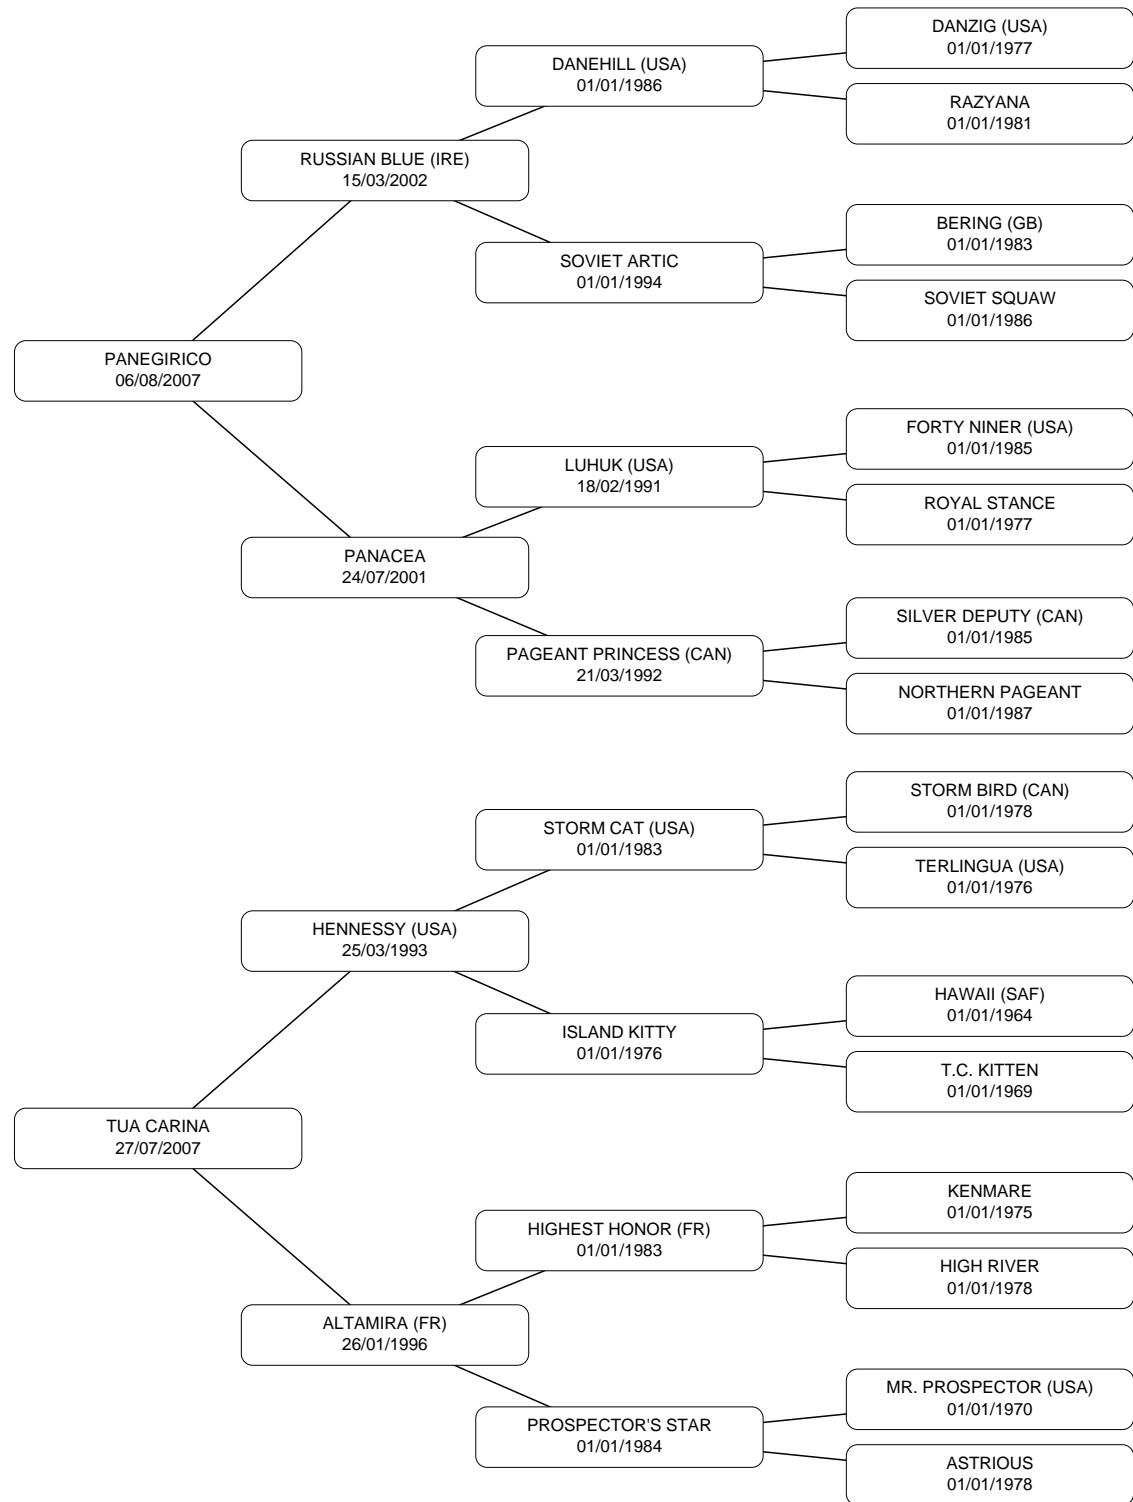 DANZIG (USA)
01/01/1977
DANEHILL (USA)
01/01/1986
RAZYANA
01/01/1981
RUSSIAN BLUE (IRE)
15/03/2002
BERING (GB)
01/01/1983
SOVIET ARTIC
01/01/1994
SOVIET SQUAW
01/01/1986
PANEGIRICO
06/08/2007
FORTY NINER (USA)
01/01/1985
LUHUK (USA)
18/02/1991
ROYAL STANCE
01/01/1977
PANACEA
24/07/2001
SILVER DEPUTY (CAN)
01/01/1985
PAGEANT PRINCESS (CAN)
21/03/1992
NORTHERN PAGEANT
01/01/1987
STORM BIRD (CAN)
01/01/1978
STORM CAT (USA)
01/01/1983
TERLINGUA (USA)
01/01/1976
HENNESSY (USA)
25/03/1993
HAWAII (SAF)
01/01/1964
ISLAND KITTY
01/01/1976
T.C. KITTEN
01/01/1969
TUA CARINA
27/07/2007
KENMARE
01/01/1975
HIGHEST HONOR (FR)
01/01/1983
HIGH RIVER
01/01/1978
ALTAMIRA (FR)
26/01/1996
MR. PROSPECTOR (USA)
01/01/1970
PROSPECTOR'S STAR
01/01/1984
ASTRIOUS
01/01/1978